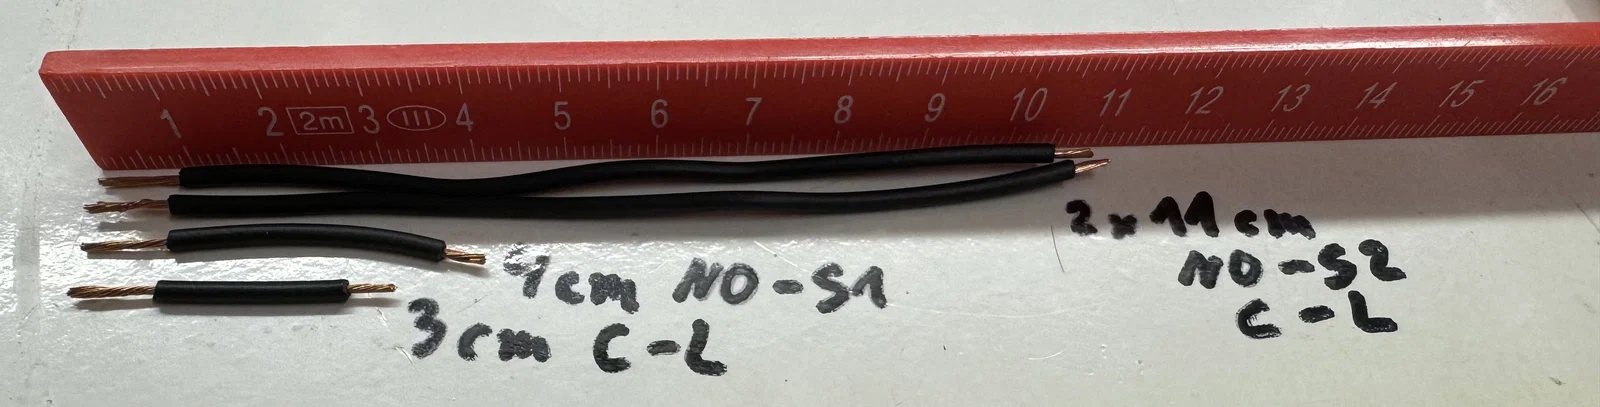 1 2 2m 3 III 4 5 6 7 8 9 10 11 12 13 14 15 16
2x11cm
NO-S2
C-L
4cm NO-S1
3cm C-L